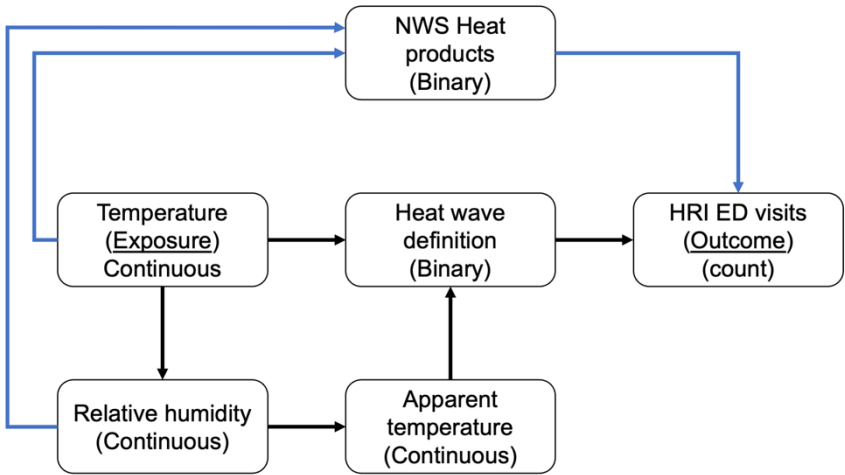 NWS Heat
products
(Binary)
Temperature
(Exposure)
Continuous
Heat wave
definition
(Binary)
HRI ED visits
(Outcome)
(count)
Relative humidity
(Continuous)
Apparent
temperature
(Continuous)